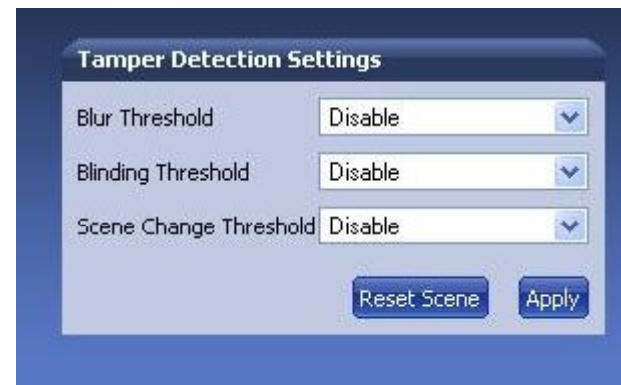 Tamper Detection Settings
Blur Threshold Disable
Blinding Threshold Disable
Scene Change Threshold Disable
Reset Scene Apply